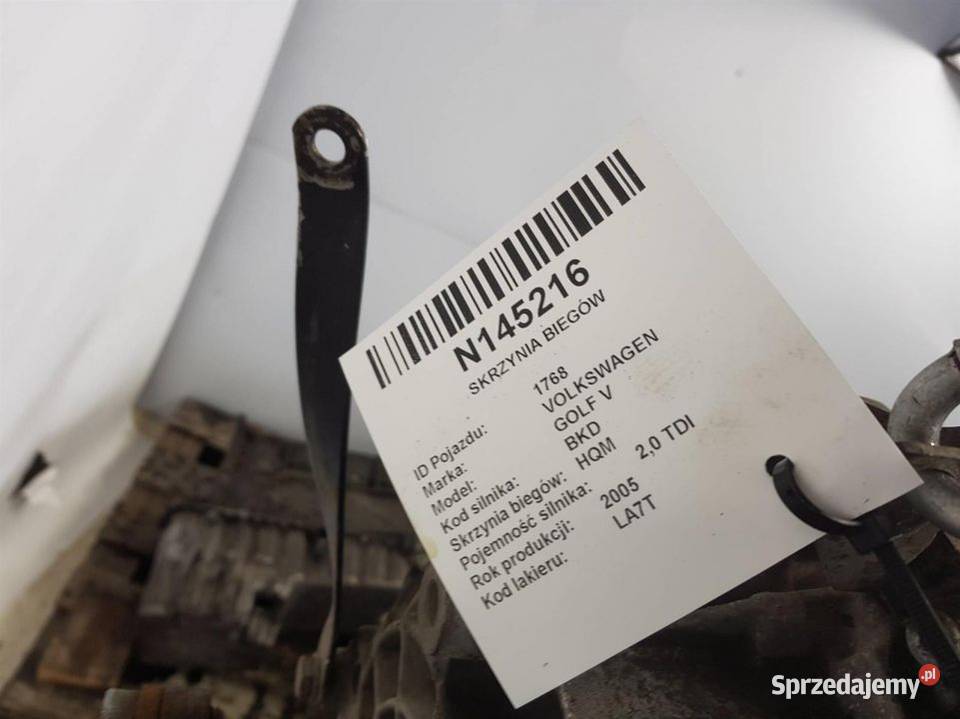 N145216
SKRZYNIA BIEGÓW
ID Pojazdu: 1768
Marka: VOLKSWAGEN
Model: GOLF V
Kod silnika: BKD
Skrzynia biegów: HQM
Pojemność silnika: 2,0 TDI
Rok produkcji: 2005
Kod lakieru: LA7T
Sprzedajemy.pl